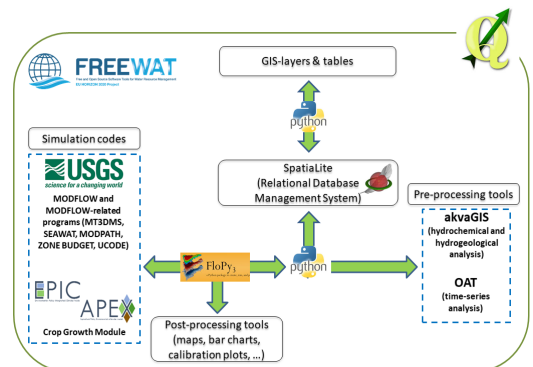 FREEWAT
Free and Open Source Software Tools for Water Resource Management
EU HORIZON 2020 Project
GIS-layers & tables
python
Simulation codes
USGS
science for a changing world
MODFLOW and
MODFLOW-related
programs (MT3DMS,
SEAWAT, MODPATH,
ZONE BUDGET, UCODE)
EPIC
APEX
Crop Growth Module
SpatiaLite
(Relational Database
Management System)
Pre-processing tools
akvaGIS
(hydrochemical and
hydrogeological
analysis)
OAT
(time-series
analysis)
FloPy3
python
Post-processing tools
(maps, bar charts,
calibration plots, ...)